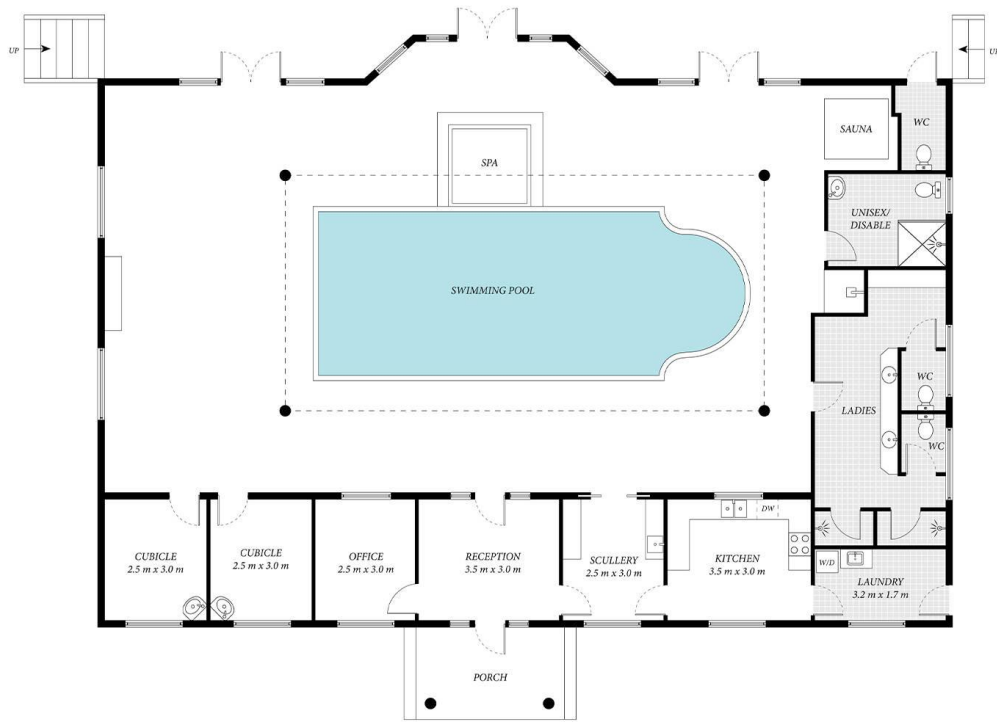 UP
UP
WC
SAUNA
SPA
UNISEX/
DISABLE
SWIMMING POOL
WC
LADIES
WC
DW
CUBICLE
2.5 m x 3.0 m
CUBICLE
2.5 m x 3.0 m
OFFICE
2.5 m x 3.0 m
RECEPTION
3.5 m x 3.0 m
SCULLERY
2.5 m x 3.0 m
KITCHEN
3.5 m x 3.0 m
W/D
LAUNDRY
3.2 m x 1.7 m
PORCH